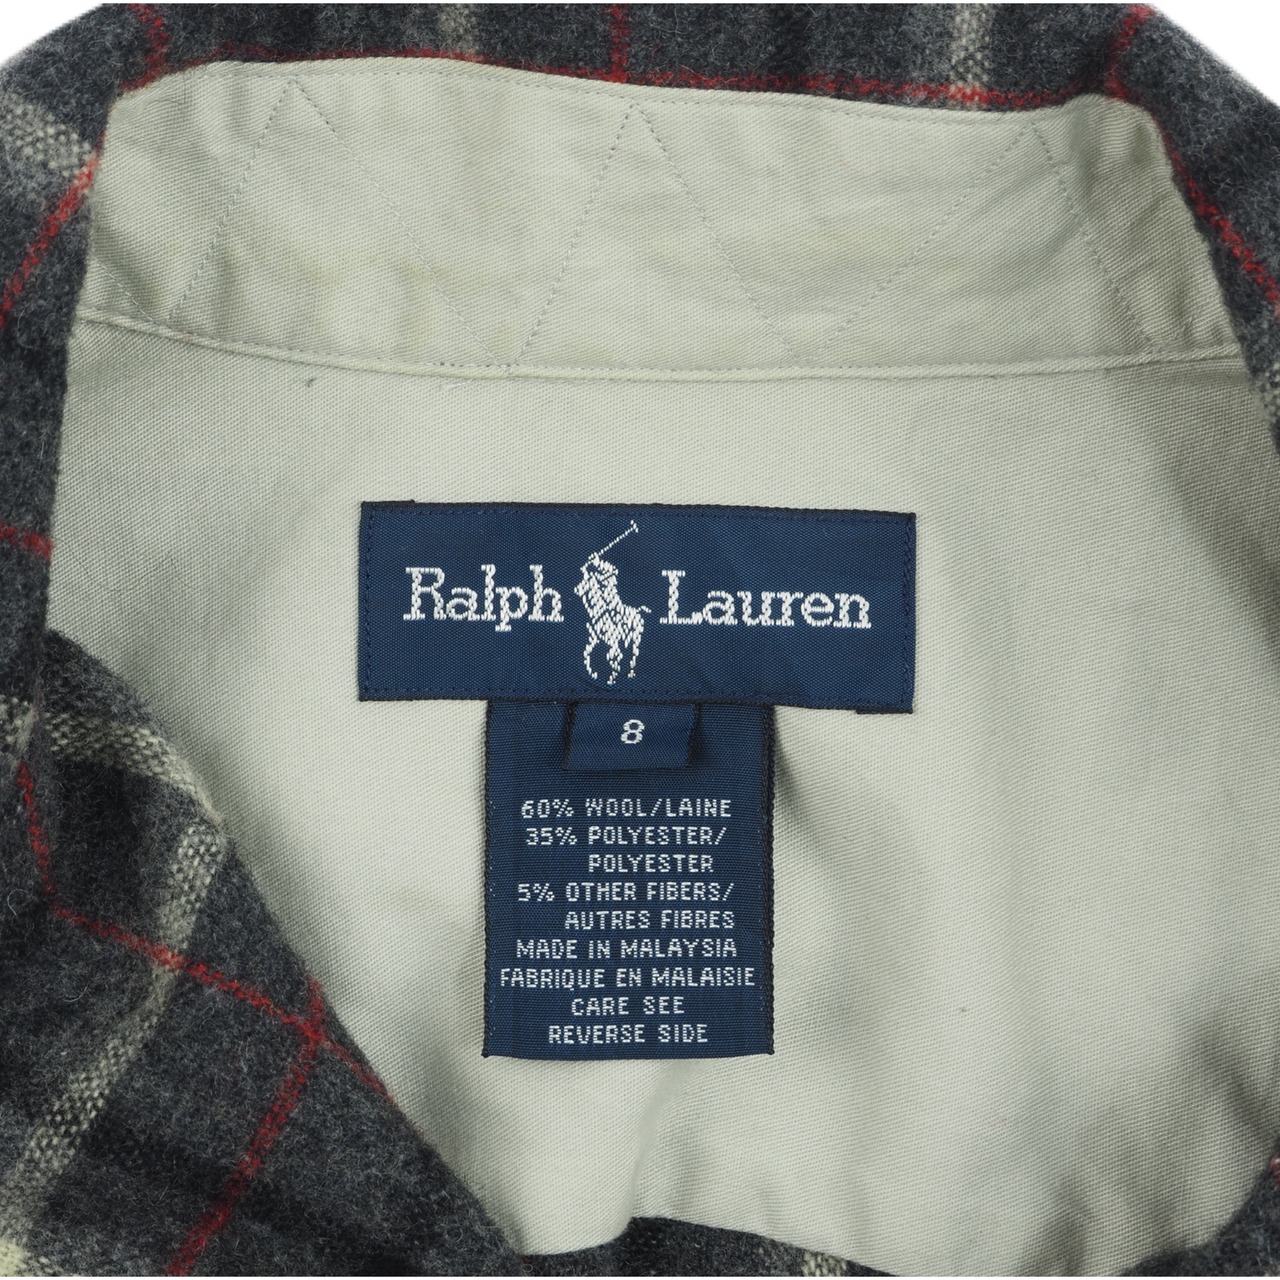 Ralph Lauren
8
60% WOOL/LAINE
35% POLYESTER/
POLYESTER
5% OTHER FIBERS/
AUTRES FIBRES
MADE IN MALAYSIA
FABRIQUE EN MALAISIE
CARE SEE
REVERSE SIDE